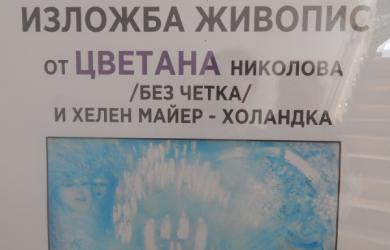 ИЗЛОЖБА ЖИВОПИС
от ЦВЕТАНА НИКОЛОВА
/БЕЗ ЧЕТКА/
И ХЕЛЕН МАЙЕР - ХОЛАНДКА